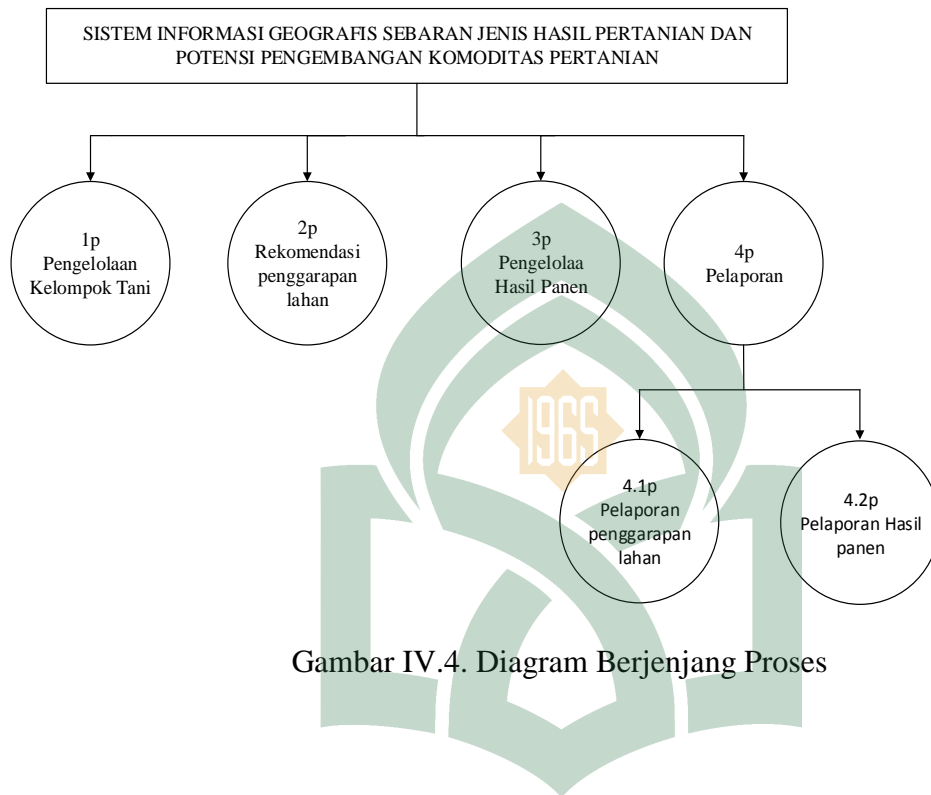 SISTEM INFORMASI GEOGRAFIS SEBARAN JENIS HASIL PERTANIAN DAN
POTENSI PENGEMBANGAN KOMODITAS PERTANIAN
1p
Pengelolaan
Kelompok Tani
2p
Rekomendasi
penggarapan
lahan
3p
Pengelolaa
Hasil Panen
4p
Pelaporan
1965
4.1p
Pelaporan
penggarapan
lahan
4.2p
Pelaporan Hasil
panen
Gambar IV.4. Diagram Berjenjang Proses